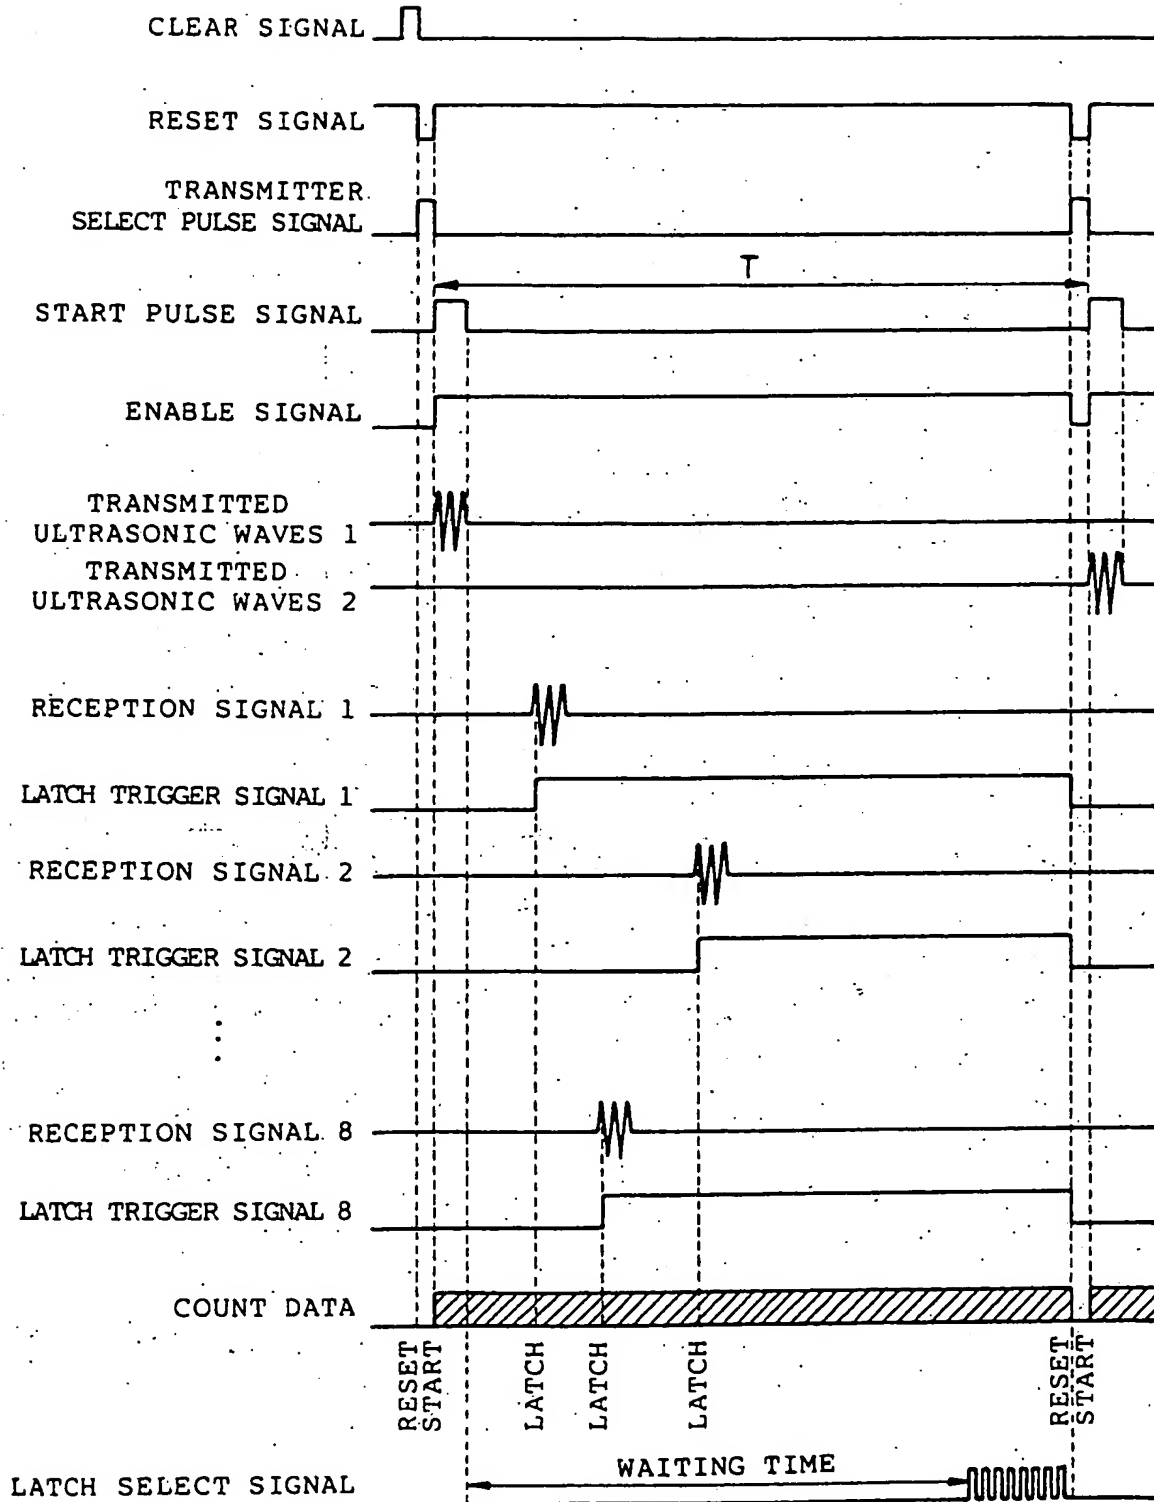 CLEAR SIGNAL
RESET SIGNAL
TRANSMITTER
SELECT PULSE SIGNAL
T
START PULSE SIGNAL
ENABLE SIGNAL
TRANSMITTED
ULTRASONIC WAVES 1
TRANSMITTED
ULTRASONIC WAVES 2
RECEPTION SIGNAL 1
LATCH TRIGGER SIGNAL 1
RECEPTION SIGNAL 2
LATCH TRIGGER SIGNAL 2
RECEPTION SIGNAL 8
LATCH TRIGGER SIGNAL 8
COUNT DATA
RESET
START
LATCH
LATCH
LATCH
RESET
START
WAITING TIME
LATCH SELECT SIGNAL